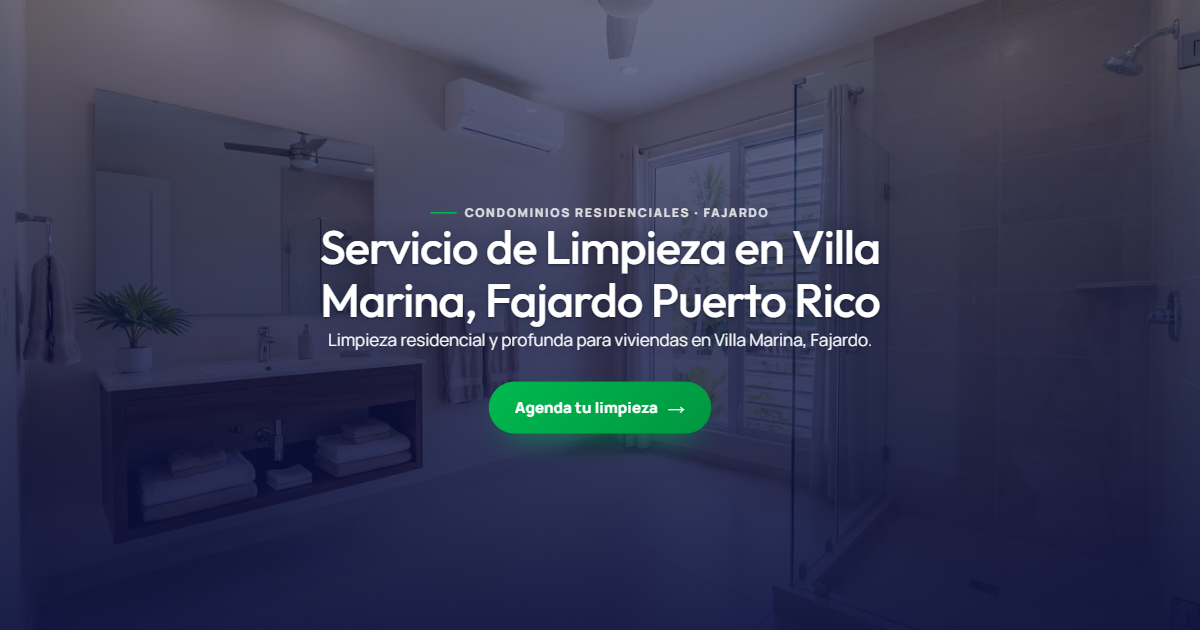 CONDOMINIOS RESIDENCIALES · FAJARDO
Servicio de Limpieza en Villa
Marina, Fajardo Puerto Rico
Limpieza residencial y profunda para viviendas en Villa Marina, Fajardo.
Agenda tu limpieza →